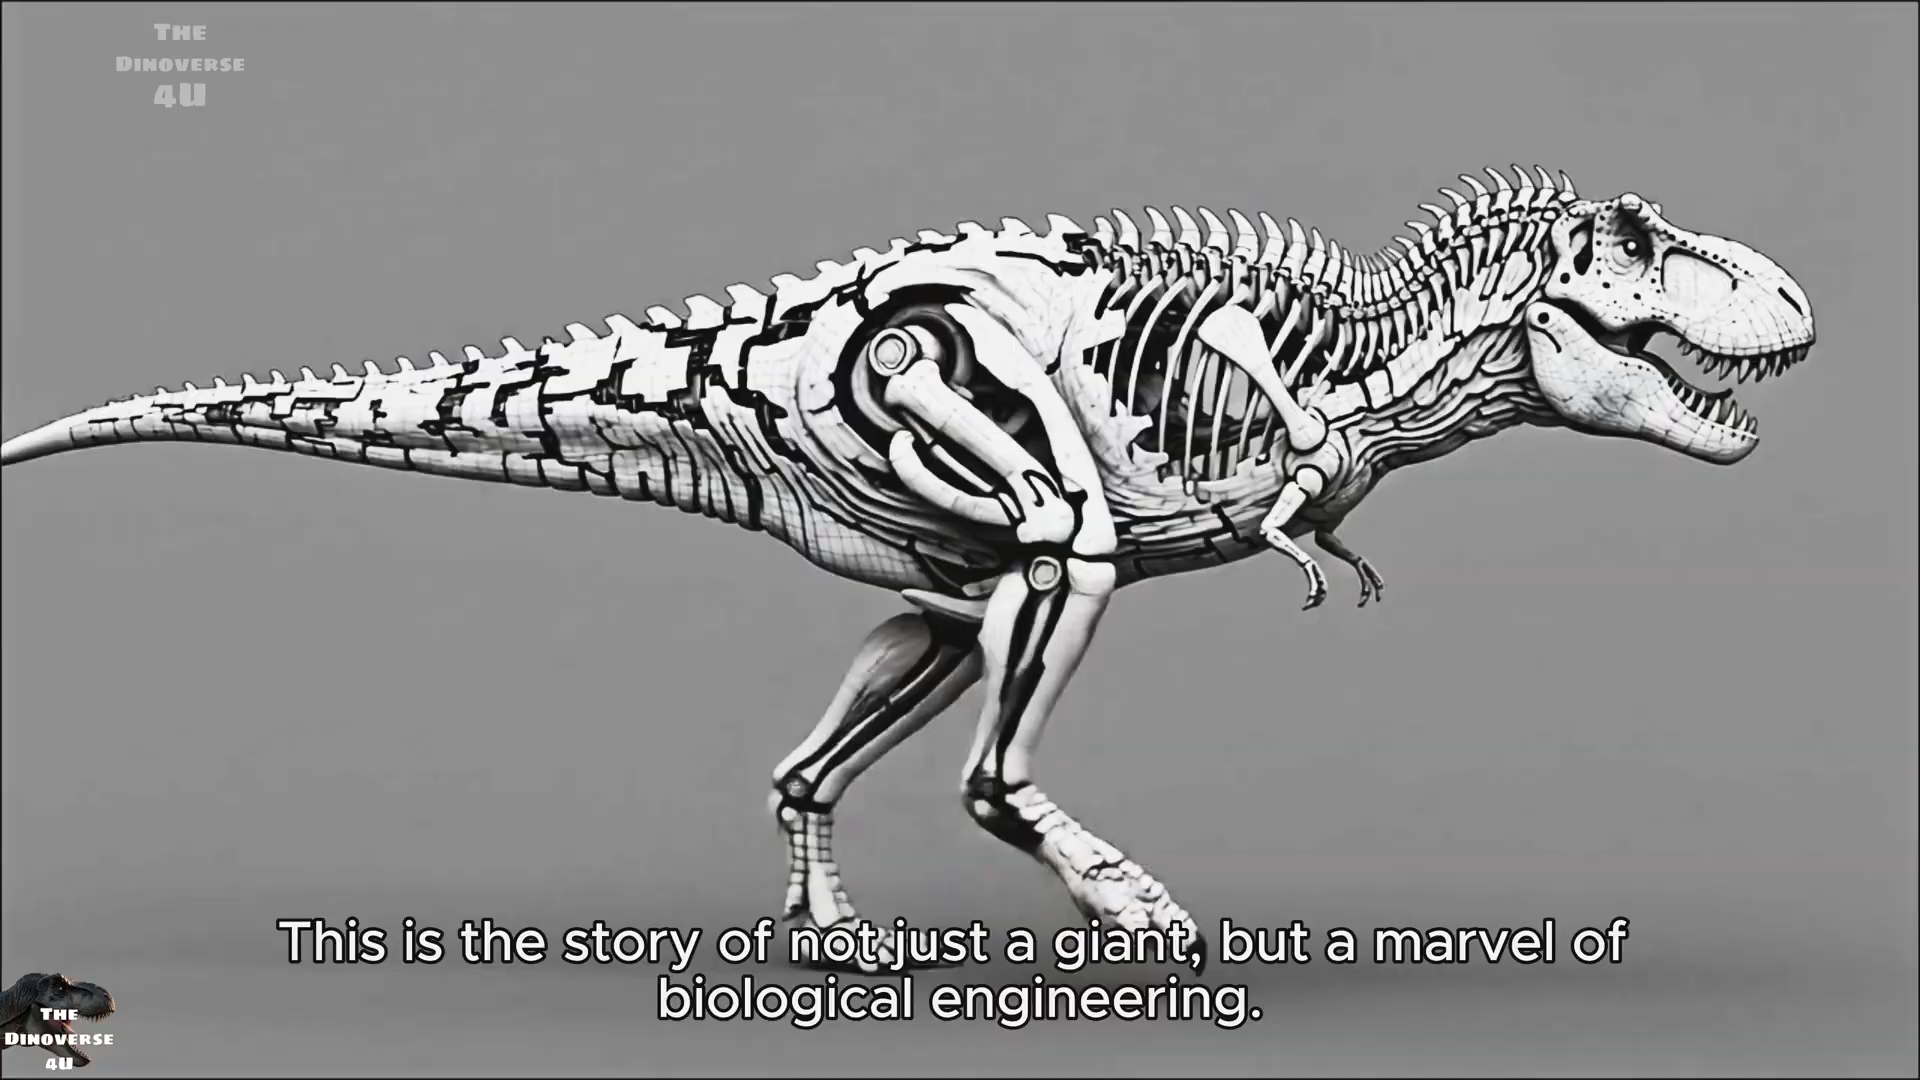 The
Dinoverse
4U
This is the story of not just a giant, but a marvel of
biological engineering.
The
Dinoverse
4U